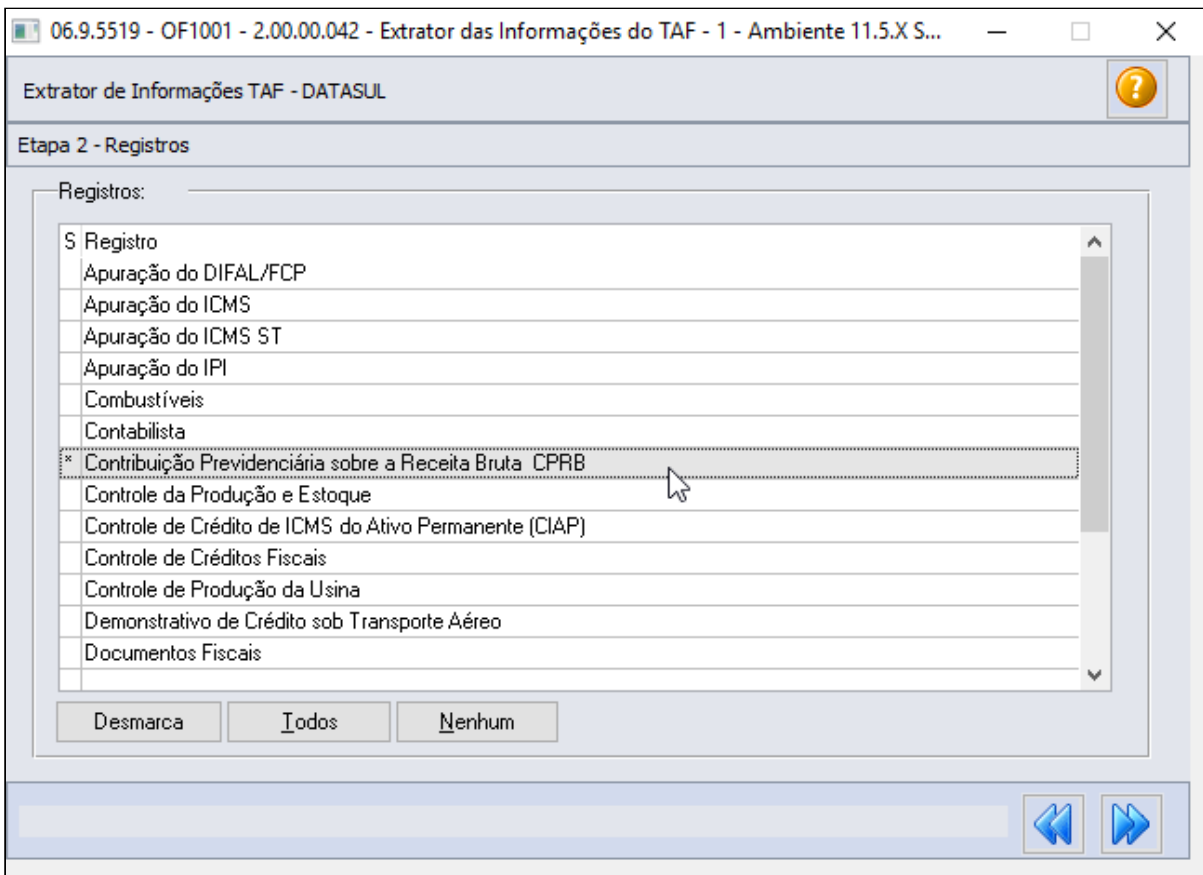 06.9.5519 - OF1001 - 2.00.00.042 - Extrator das Informações do TAF - 1 - Ambiente 11.5.X S...
Extrator de Informações TAF - DATASUL
Etapa 2 - Registros
Registros:
S Registro
Apuração do DIFAL/FCP
Apuração do ICMS
Apuração do ICMS ST
Apuração do IPI
Combustíveis
Contabilista
* Contribuição Previdenciária sobre a Receita Bruta  CPRB
Controle da Produção e Estoque
Controle de Crédito de ICMS do Ativo Permanente (CIAP)
Controle de Créditos Fiscais
Controle de Produção da Usina
Demonstrativo de Crédito sob Transporte Aéreo
Documentos Fiscais
Desmarca Todos Nenhum